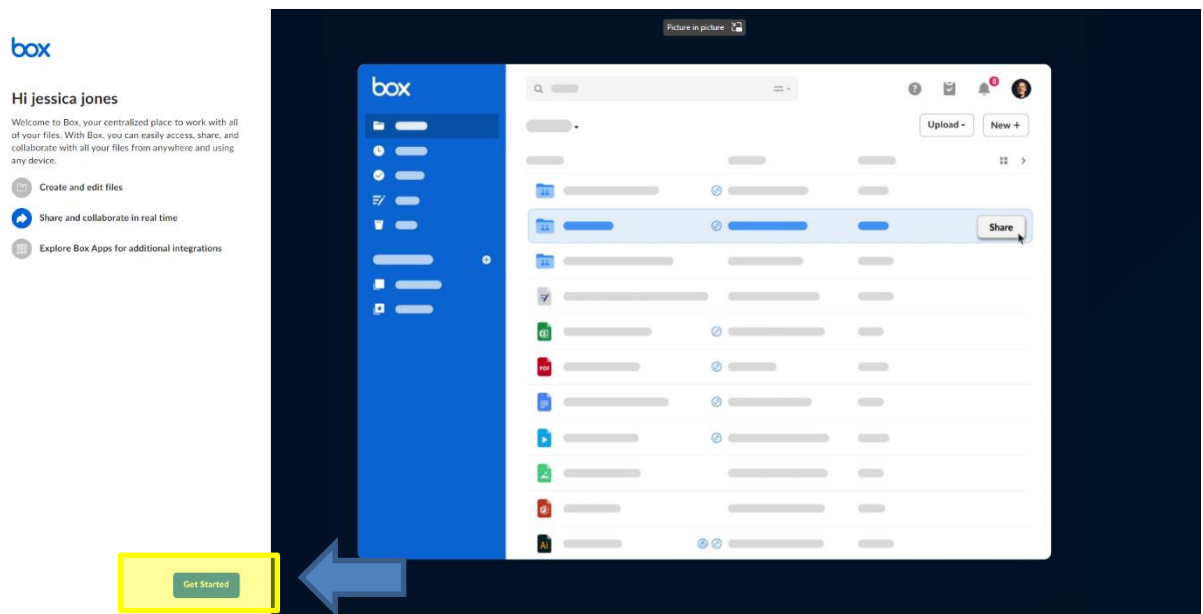 box
Hi jessica jones
Welcome to Box, your centralized place to work with all
of your files. With Box, you can easily access, share, and
collaborate with all your files from anywhere and using
any device.
Create and edit files
Share and collaborate in real time
Explore Box Apps for additional integrations
Get Started
Picture in picture
box
Upload
New +
Share
PDF
Ai